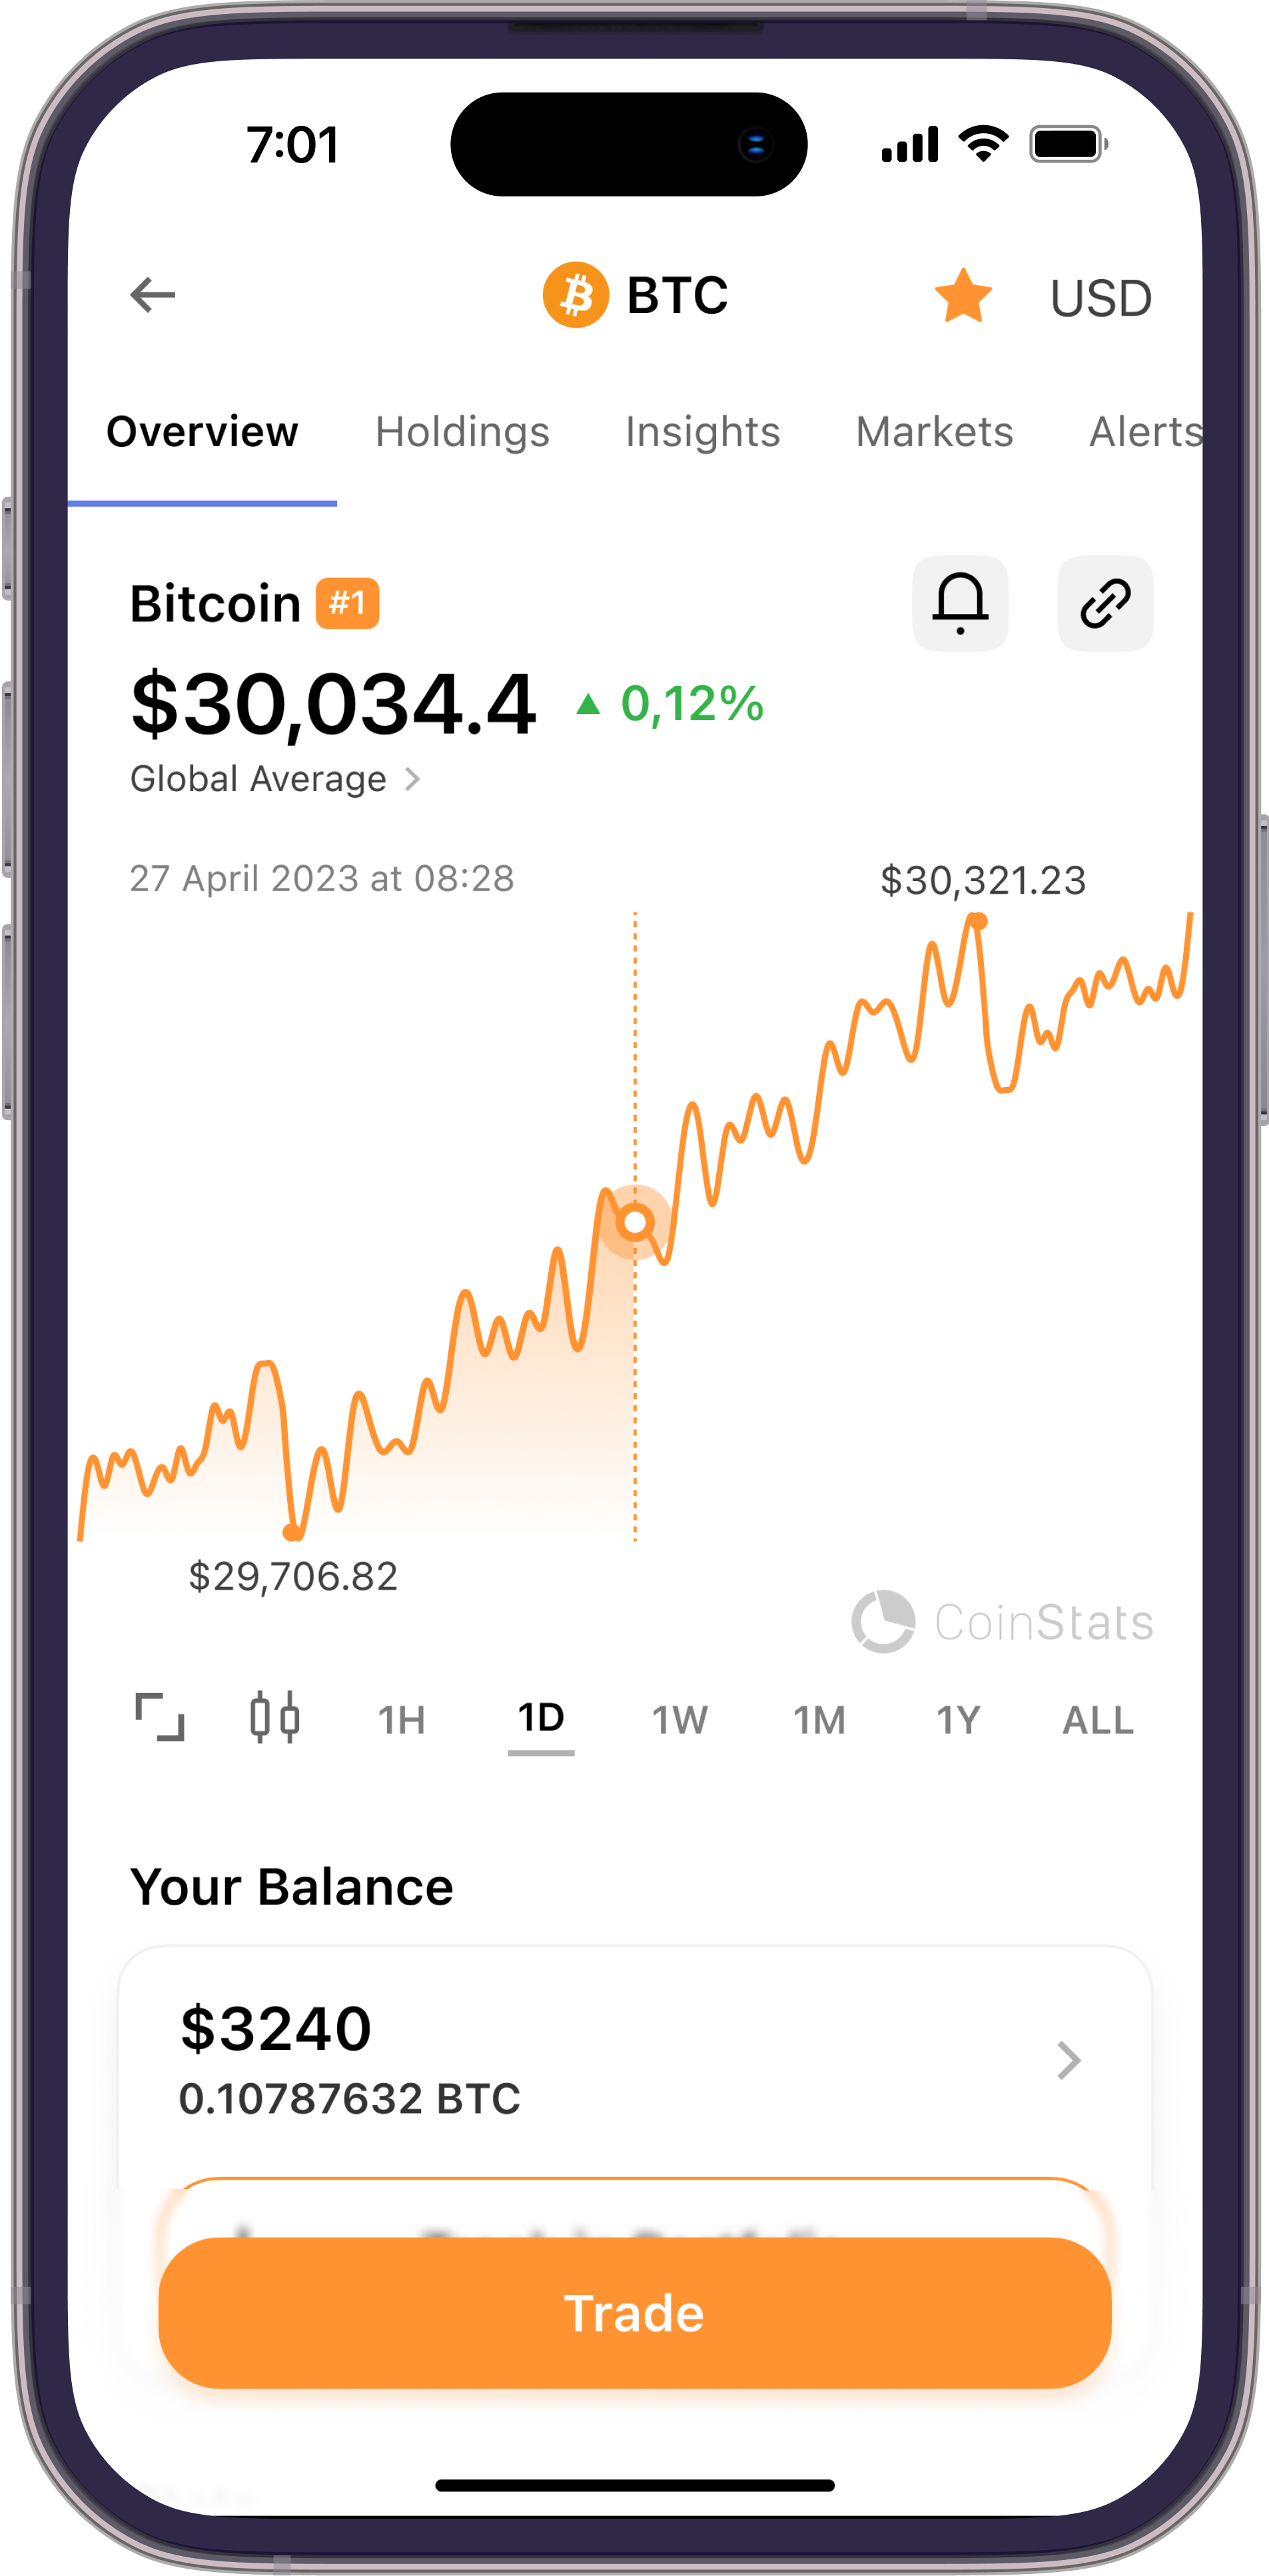 7:01
BTC
USD
Overview Holdings Insights Markets Alerts
Bitcoin #1
$30,034.4 ▲ 0,12%
Global Average >
27 April 2023 at 08:28
$30,321.23
$29,706.82
CoinStats
1H 1D 1W 1M 1Y ALL
Your Balance
$3240
0.10787632 BTC
Trade